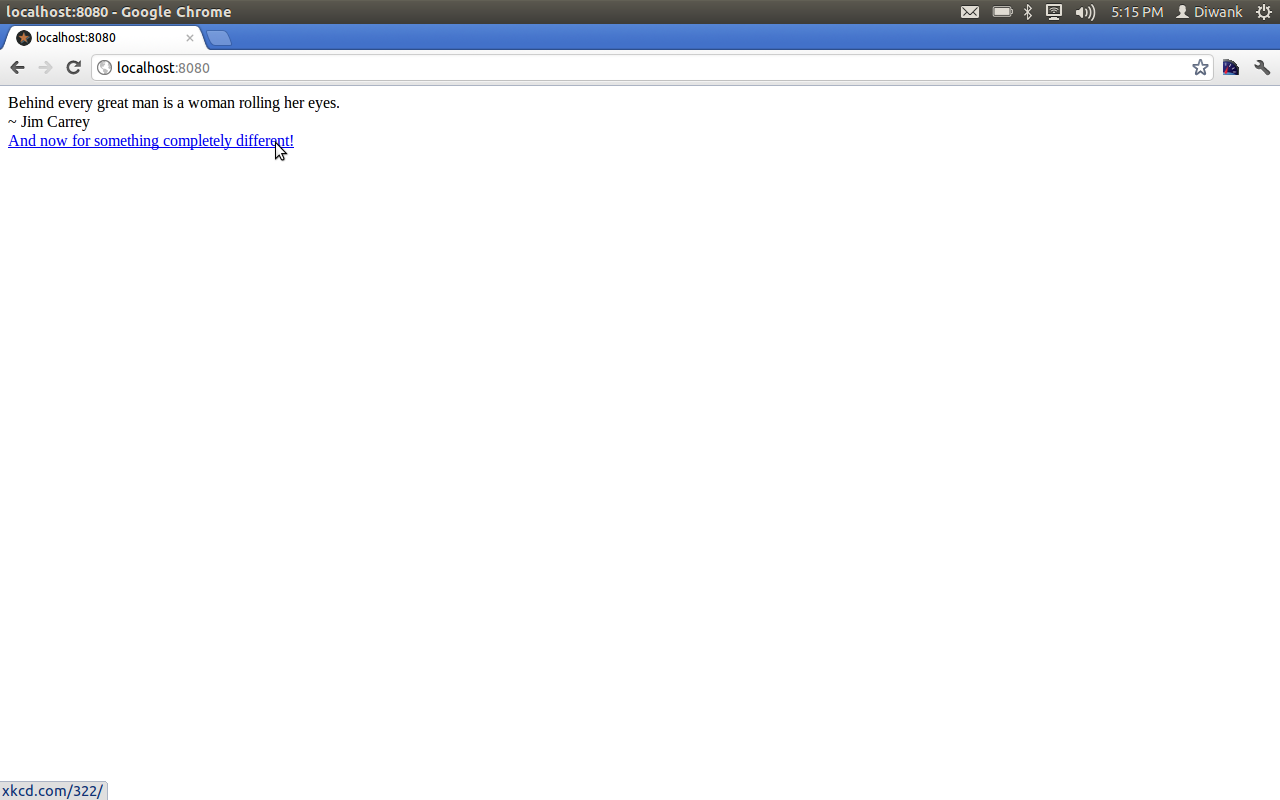 localhost:8080 - Google Chrome
5:15 PM Diwank
localhost:8080
localhost:8080
Behind every great man is a woman rolling her eyes.
~ Jim Carrey
And now for something completely different!
xkcd.com/322/